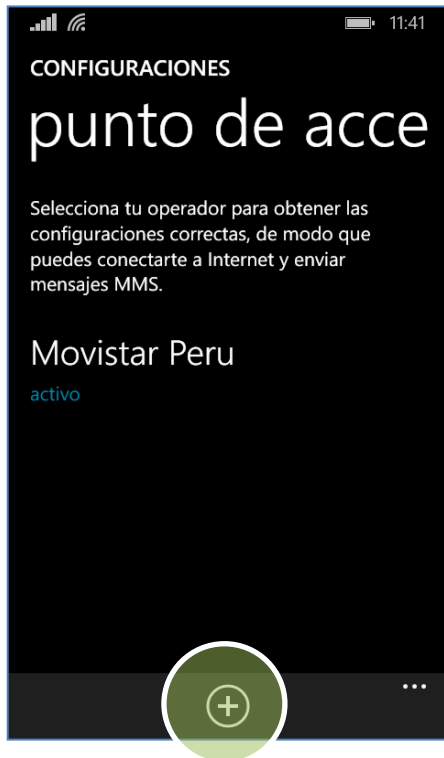 11:41
CONFIGURACIONES
punto de acce
Selecciona tu operador para obtener las
configuraciones correctas, de modo que
puedes conectarte a Internet y enviar
mensajes MMS.
Movistar Peru
activo